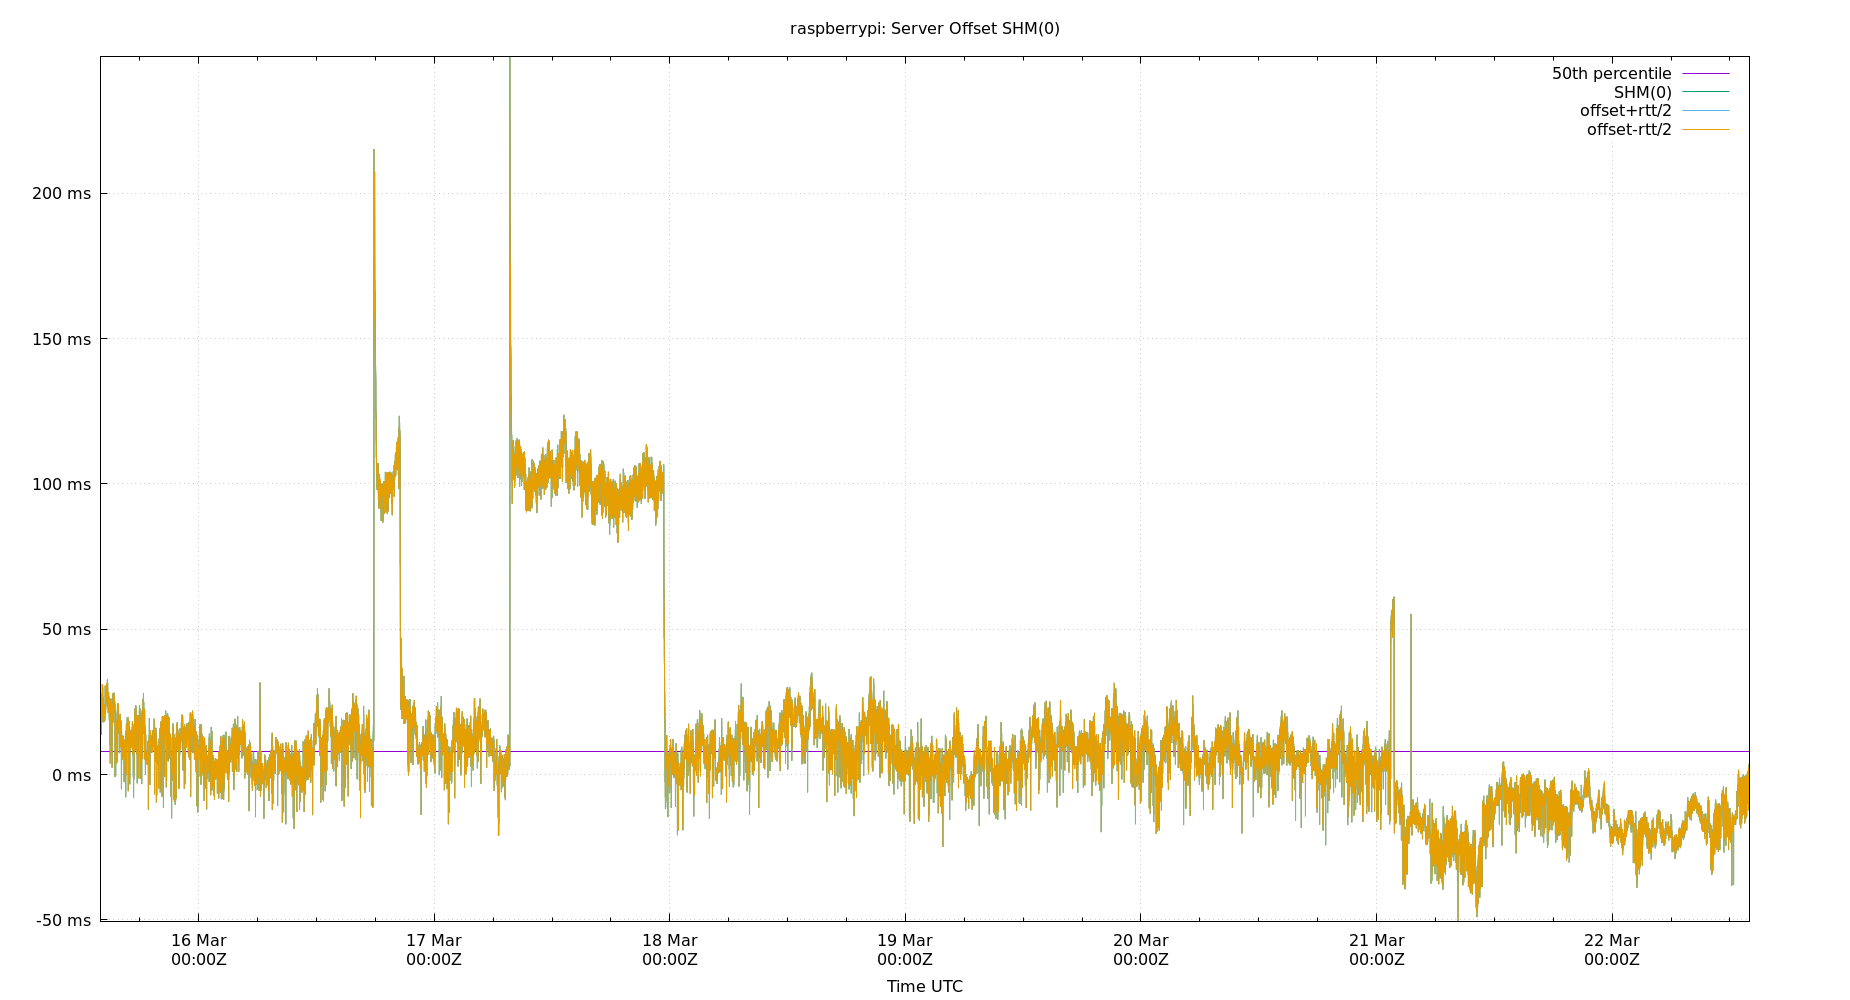 raspberrypi: Server Offset SHM(0)
50th percentile
SHM(0)
offset+rtt/2
offset-rtt/2
200 ms
150 ms
100 ms
50 ms
0 ms
-50 ms
16 Mar 17 Mar 18 Mar 19 Mar 20 Mar 21 Mar 22 Mar
00:00Z 00:00Z 00:00Z 00:00Z 00:00Z 00:00Z 00:00Z
Time UTC